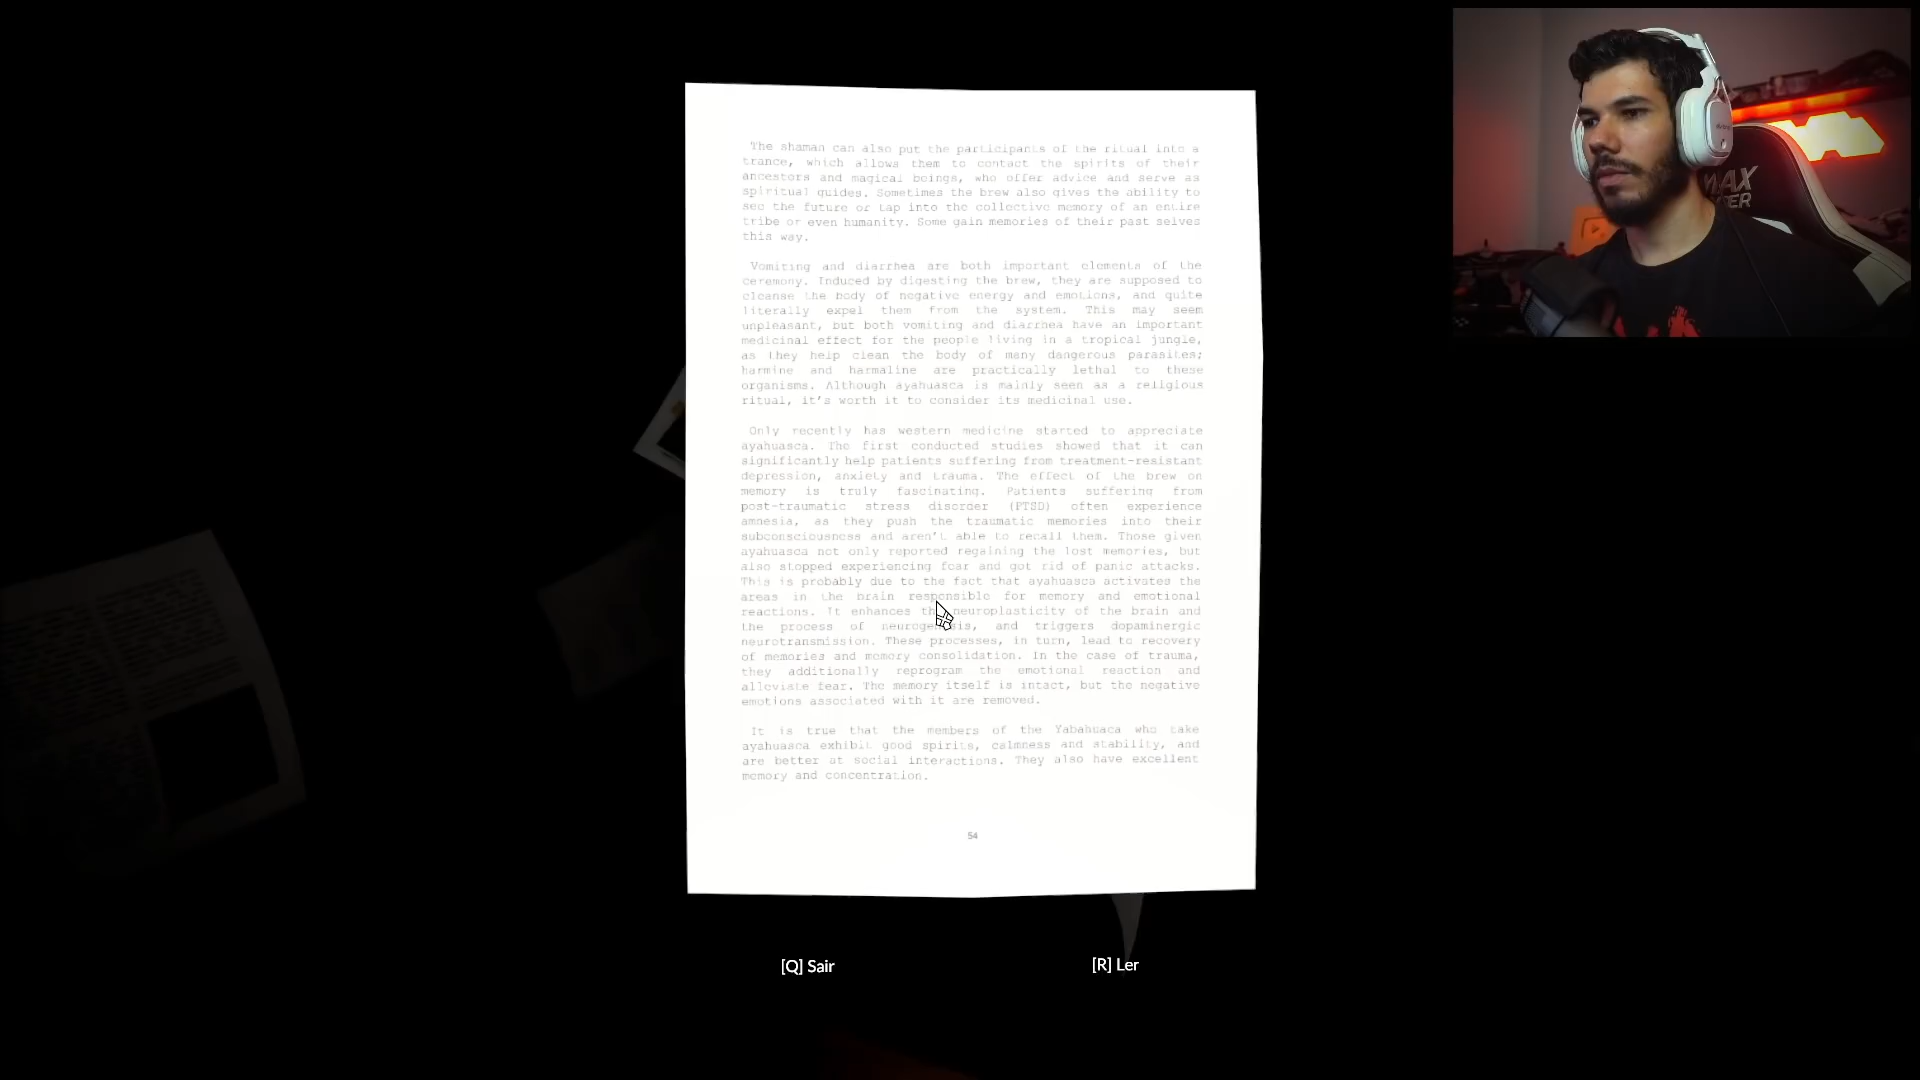 The shaman can also put the participants of the ritual into a
trance, which allows them to contact the spirits of their
ancestors and magical beings, who offer advice and serve as
spiritual guides. Sometimes the brew also gives the ability to
see the future or tap into the collective memory of an entire
tribe or even humanity. Some gain memories of their past selves
this way.
Vomiting and diarrhea are both important elements of the
ceremony. Induced by digesting the brew, they are supposed to
cleanse the body of negative energy and emotions, and quite
literally expel them from the system. This may seem
unpleasant, but both vomiting and diarrhea have an important
medicinal effect for the people living in a tropical jungle,
as they help clean the body of many dangerous parasites;
harmine and harmaline are practically lethal to these
organisms. Although ayahuasca is mainly seen as a religious
ritual, it's worth it to consider its medicinal use.
Only recently has western medicine started to appreciate
ayahuasca. The first conducted studies showed that it can
significantly help patients suffering from treatment-resistant
depression, anxiety and trauma. The effect of the brew on
memory is truly fascinating. Patients suffering from
post-traumatic stress disorder (PTSD) often experience
amnesia, as they push the traumatic memories into their
subconsciousness and aren't able to recall them. Those given
ayahuasca not only reported regaining the lost memories, but
also stopped experiencing fear and got rid of panic attacks.
This is probably due to the fact that ayahuasca activates the
areas in the brain responsible for memory and emotional
reactions. It enhances the neuroplasticity of the brain and
the process of neurogenesis, and triggers dopaminergic
neurotransmission. These processes, in turn, lead to recovery
of memories and memory consolidation. In the case of trauma,
they additionally reprogram the emotional reaction and
alleviate fear. The memory itself is intact, but the negative
emotions associated with it are removed.
It is true that the members of the Yabahuaca who take
ayahuasca exhibit good spirits, calmness and stability, and
are better at social interactions. They also have excellent
memory and concentration.
54
[Q] Sair
[R] Ler